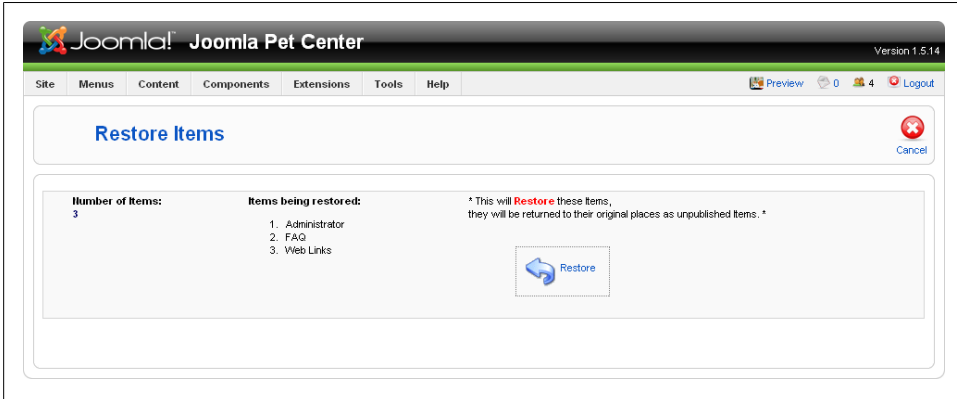 Joomla!™ Joomla Pet Center
Version 1.5.14
Site Menus Content Components Extensions Tools Help Preview 0 4 Logout
Restore Items
Cancel
Number of Items:
3
Items being restored:
1. Administrator
2. FAQ
3. Web Links
* This will Restore these Items,
they will be returned to their original places as unpublished Items. *
Restore